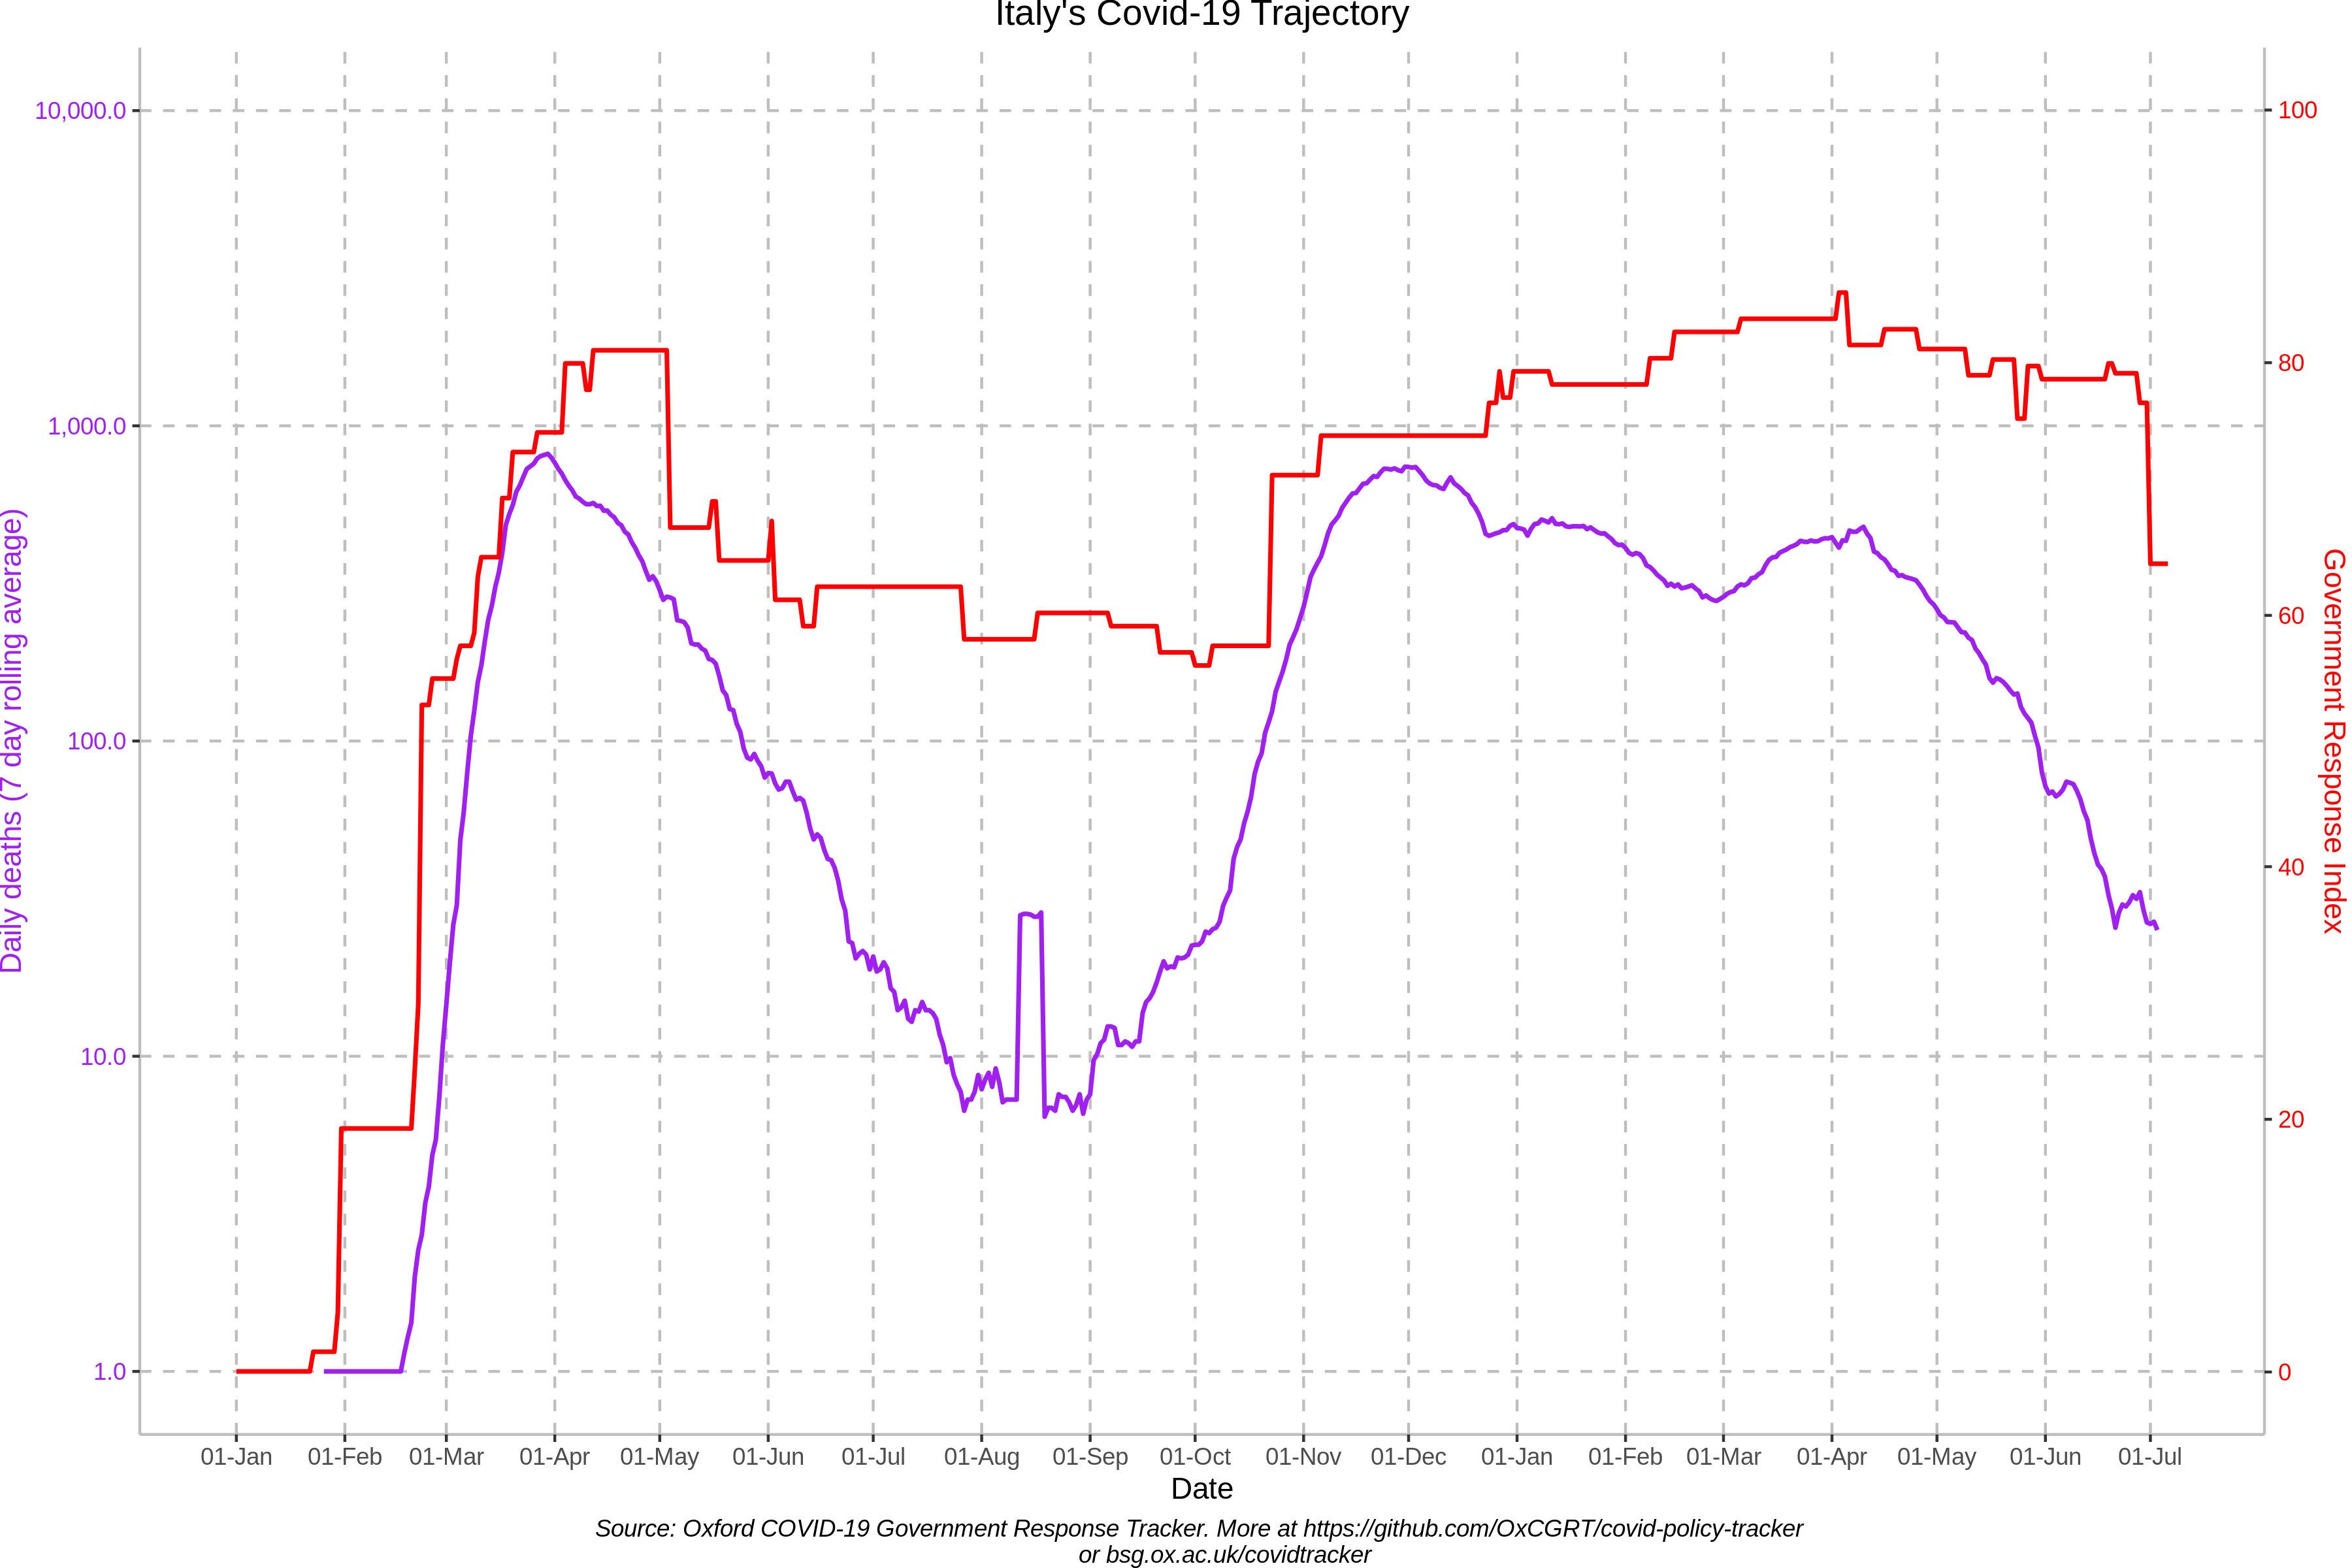 Italy's Covid-19 Trajectory
10,000.0
1,000.0
100.0
10.0
1.0
Daily deaths (7 day rolling average)
100
80
60
40
20
0
Government Response Index
01-Jan 01-Feb 01-Mar 01-Apr 01-May 01-Jun 01-Jul 01-Aug 01-Sep 01-Oct 01-Nov 01-Dec 01-Jan 01-Feb 01-Mar 01-Apr 01-May 01-Jun 01-Jul
Date
Source: Oxford COVID-19 Government Response Tracker. More at https://github.com/OxCGRT/covid-policy-tracker
or bsg.ox.ac.uk/covidtracker